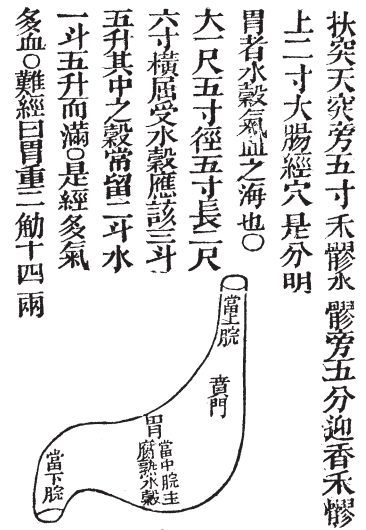 扶突天突旁五寸禾髎水髎旁五分迎香禾髎
上二寸大腸經穴是分明
胃者水穀氣血之海也○
大一尺五寸徑五寸長二尺
六寸橫屈受水穀應該三斗
五升其中之穀常留二斗水
一斗五升而滿○是經多氣
多血○難經曰胃重二觔十四兩
當上脘
賁門
胃
當中脘主
腐熟水穀
當下脘